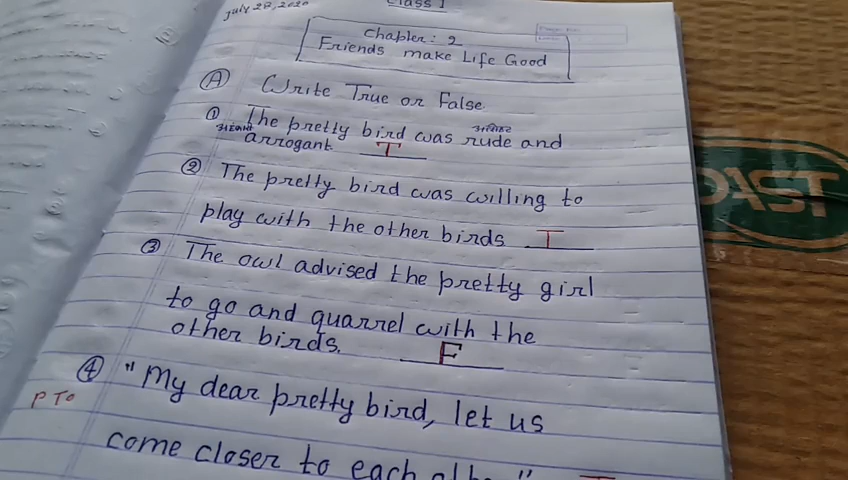 July 28, 2020
Class I
Chapter: 2
Friends make Life Good
Ⓐ Write True or False
① The pretty bird was rude and
arrogant T
② The pretty bird was willing to
play with the other birds T
③ The owl advised the pretty girl
to go and quarrel with the
other birds. F
④ "My dear pretty bird, let us
P To
come closer to each other"